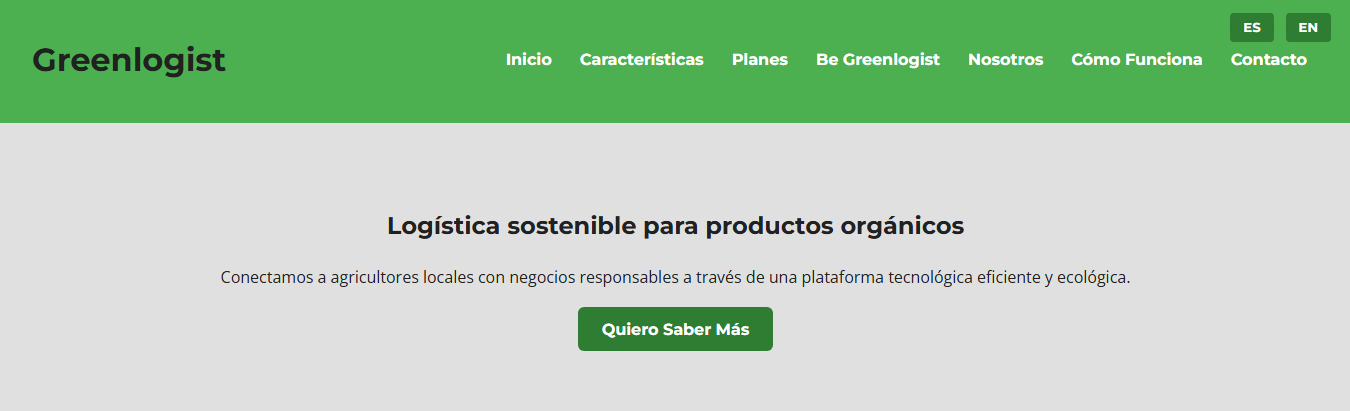 ES EN
Greenlogist
Inicio Características Planes Be Greenlogist Nosotros Cómo Funciona Contacto
Logística sostenible para productos orgánicos
Conectamos a agricultores locales con negocios responsables a través de una plataforma tecnológica eficiente y ecológica.
Quiero Saber Más